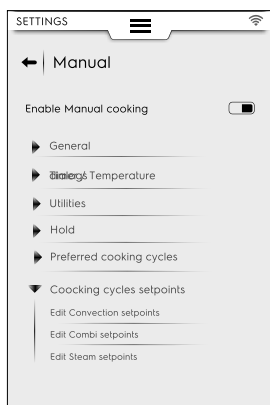 SETTINGS
Manual
Enable Manual cooking
General
Temperature
Utilities
Hold
Preferred cooking cycles
Coocking cycles setpoints
Edit Convection setpoints
Edit Combi setpoints
Edit Steam setpoints